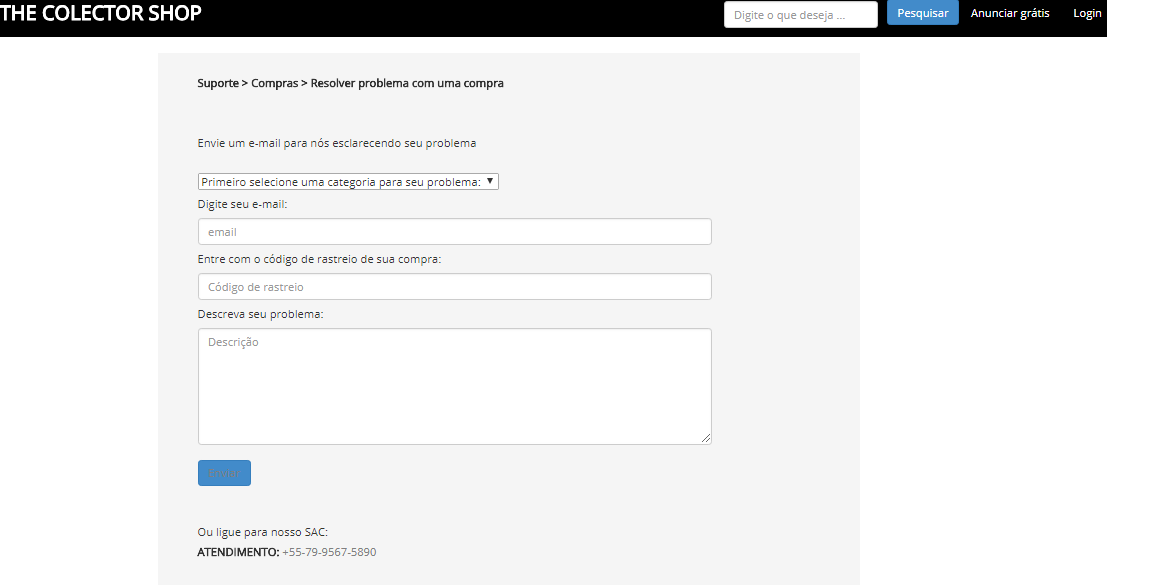 THE COLECTOR SHOP
Digite o que deseja ... Pesquisar Anunciar grátis Login
Suporte > Compras > Resolver problema com uma compra
Envie um e-mail para nós esclarecendo seu problema
Primeiro selecione uma categoria para seu problema:
Digite seu e-mail:
email
Entre com o código de rastreio de sua compra:
Código de rastreio
Descreva seu problema:
Descrição
Enviar
Ou ligue para nosso SAC:
ATENDIMENTO: +55-79-9567-5890